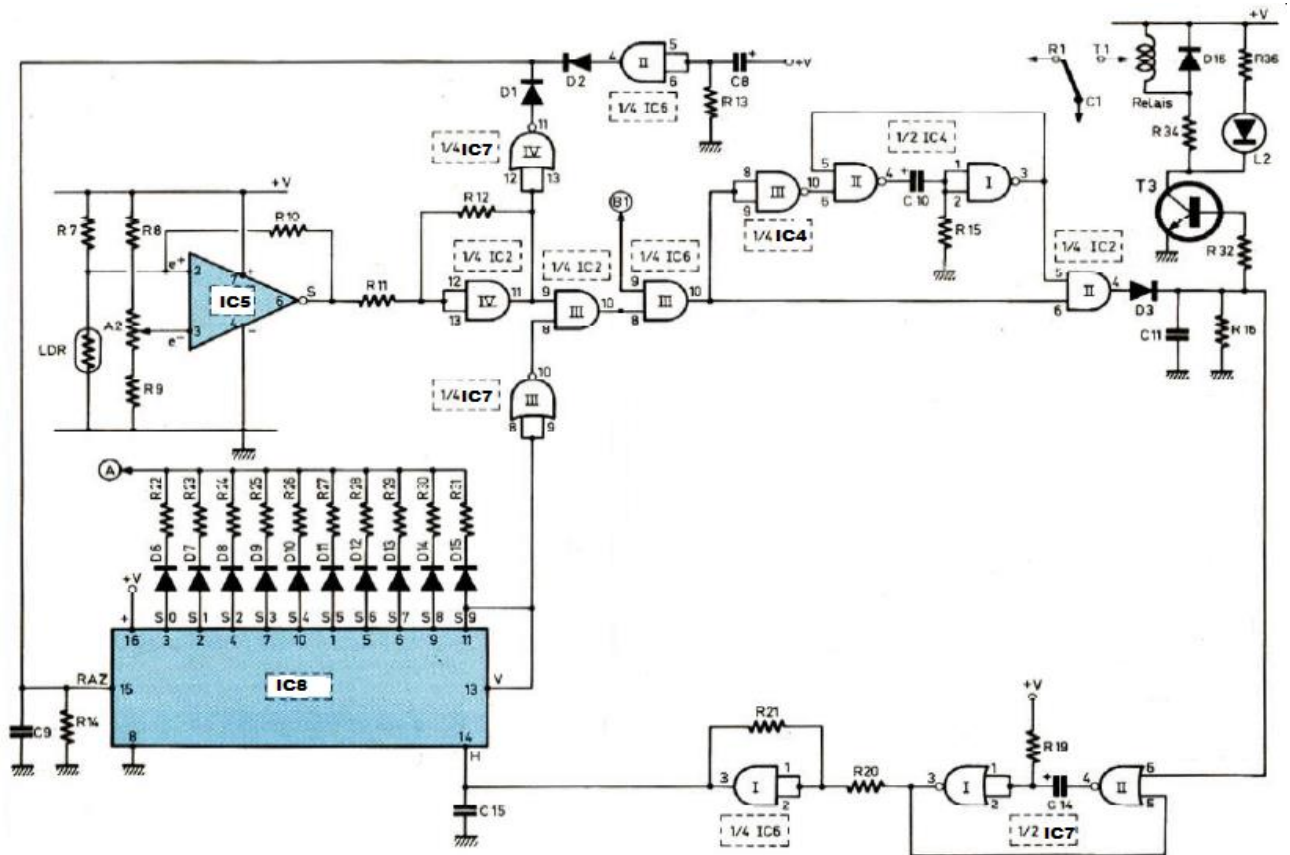 +V
5
4
II
6
D2
C8
+V
R13
1/4 IC6
D1
11
IV
12
13
1/4 IC7
R1
T1
C1
Relais
D16
R36
R34
L2
T3
R32
1/2 IC4
5
II
4
6
C10
1
I
3
2
R15
8
III
10
9
1/4 IC4
+V
R7
R8
R10
e+
2
7
+
IC5
6
S
A2
3
e-
4
-
LDR
R9
R11
R12
1/4 IC2
12
IV
11
13
1/4 IC2
9
III
10
8
B1
1/4 IC6
9
III
10
8
1/4 IC2
5
II
4
6
D3
C11
R16
10
III
8
9
1/4 IC7
A
R22
R23
R24
R25
R26
R27
R28
R29
R30
R31
D6
D7
D8
D9
D10
D11
D12
D13
D14
D15
+V
+
S0
S1
S2
S3
S4
S5
S6
S7
S8
S9
16
3
2
4
7
10
1
5
6
9
11
RAZ
15
IC8
13
V
C9
R14
8
14
H
C15
R21
3
I
1
2
1/4 IC6
R20
3
I
1
2
+V
R19
C14
4
II
1/2 IC7